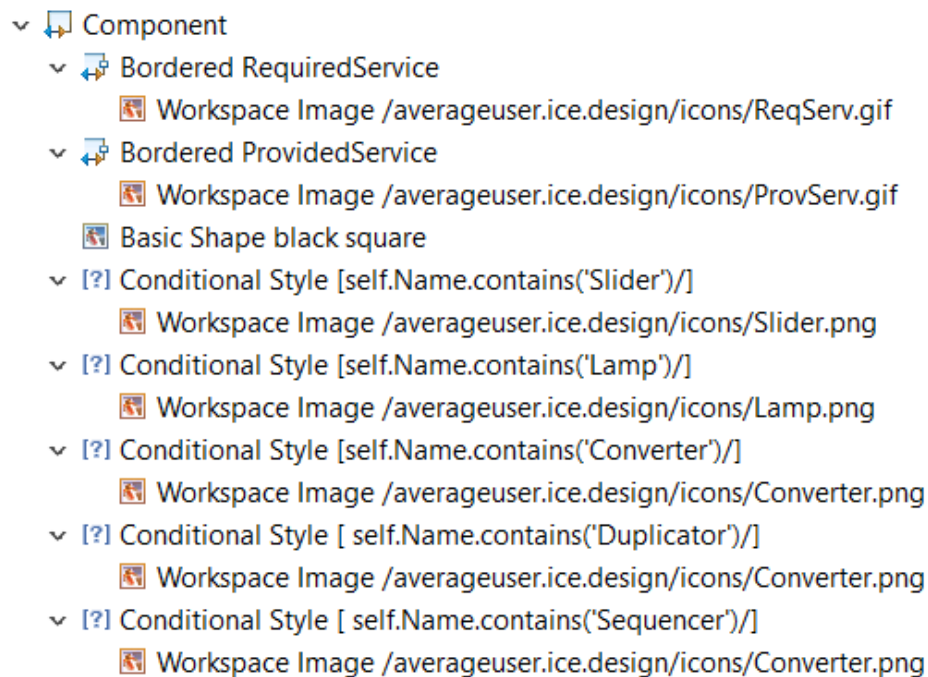 Component
Bordered RequiredService
Workspace Image /averageuser.ice.design/icons/ReqServ.gif
Bordered ProvidedService
Workspace Image /averageuser.ice.design/icons/ProvServ.gif
Basic Shape black square
[?] Conditional Style [self.Name.contains('Slider')/]
Workspace Image /averageuser.ice.design/icons/Slider.png
[?] Conditional Style [self.Name.contains('Lamp')/]
Workspace Image /averageuser.ice.design/icons/Lamp.png
[?] Conditional Style [self.Name.contains('Converter')/]
Workspace Image /averageuser.ice.design/icons/Converter.png
[?] Conditional Style [ self.Name.contains('Duplicator')/]
Workspace Image /averageuser.ice.design/icons/Converter.png
[?] Conditional Style [ self.Name.contains('Sequencer')/]
Workspace Image /averageuser.ice.design/icons/Converter.png